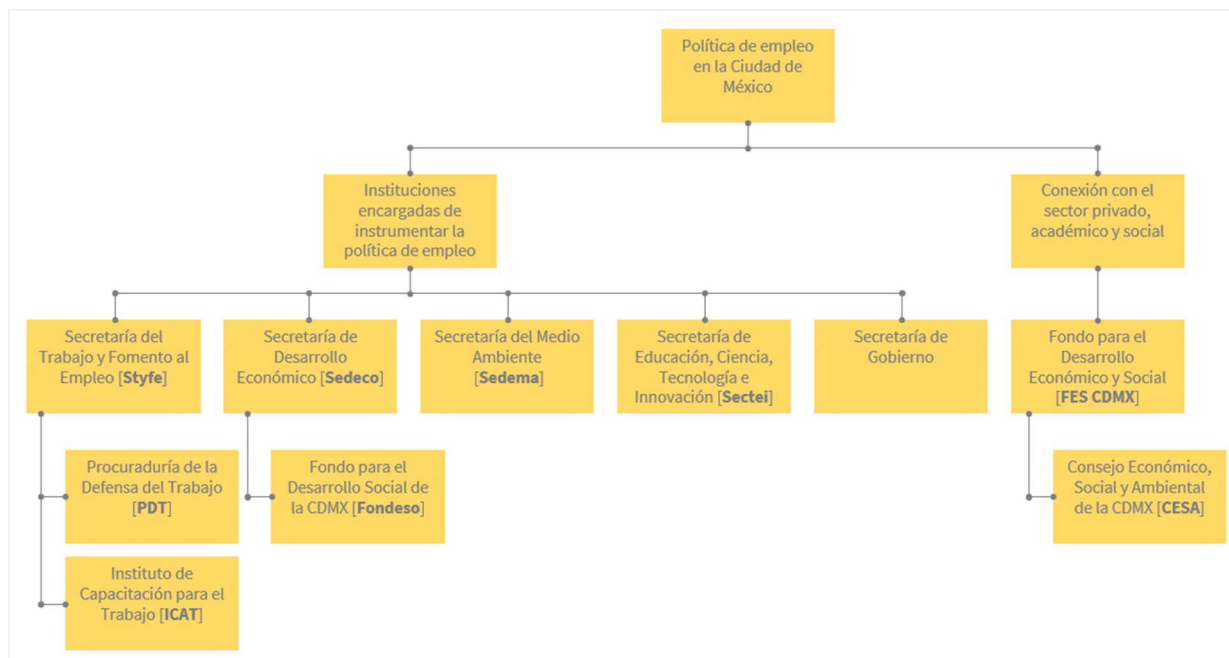 Política de empleo
en la Ciudad de
México
Instituciones
encargadas de
instrumentar la
política de empleo
Conexión con el
sector privado,
académico y social
Secretaría del
Trabajo y Fomento al
Empleo [Styfe]
Secretaría de
Desarrollo
Económico [Sedeco]
Secretaría del Medio
Ambiente
[Sedema]
Secretaría de
Educación, Ciencia,
Tecnología e
Innovación [Sectei]
Secretaría de
Gobierno
Fondo para el
Desarrollo
Económico y Social
[FES CDMX]
Procuraduría de la
Defensa del Trabajo
[PDT]
Fondo para el
Desarrollo Social de
la CDMX [Fondeso]
Consejo Económico,
Social y Ambiental
de la CDMX [CESA]
Instituto de
Capacitación para el
Trabajo [ICAT]